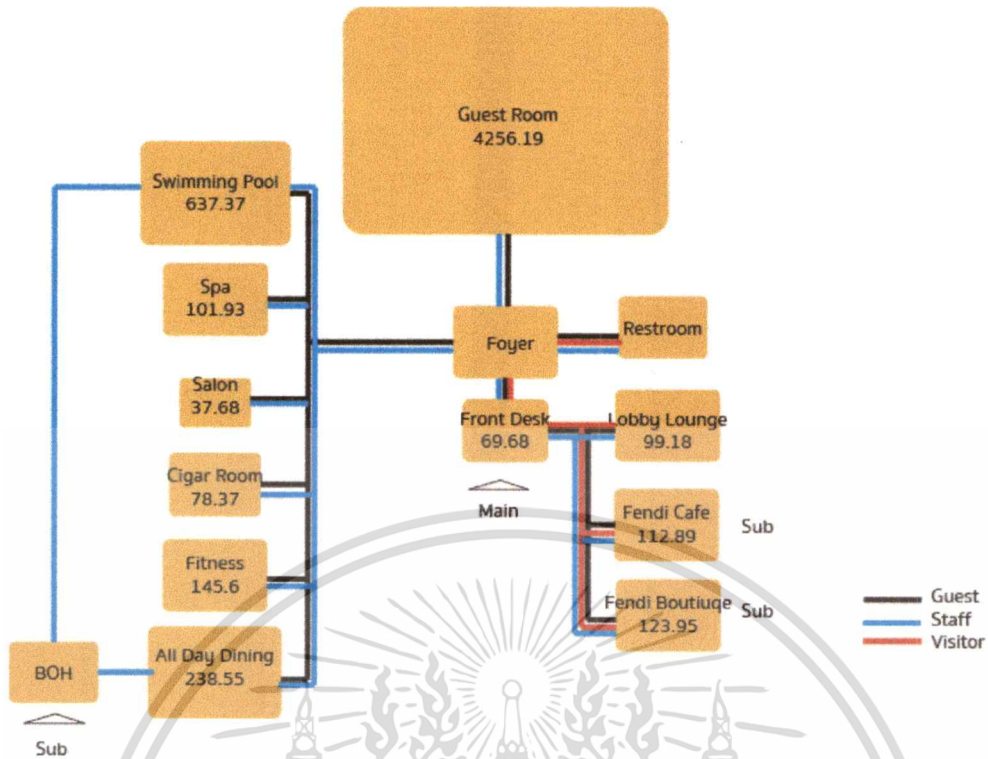 Guest Room
4256.19
Swimming Pool
637.37
Spa
101.93
Foyer
Restroom
Salon
37.68
Front Desk
69.68
Lobby Lounge
99.18
Cigar Room
78.37
Main
Fendi Cafe
112.89
Sub
Fitness
145.6
Fendi Boutiuqe
123.95
Sub
Guest
Staff
Visitor
BOH
All Day Dining
238.55
Sub